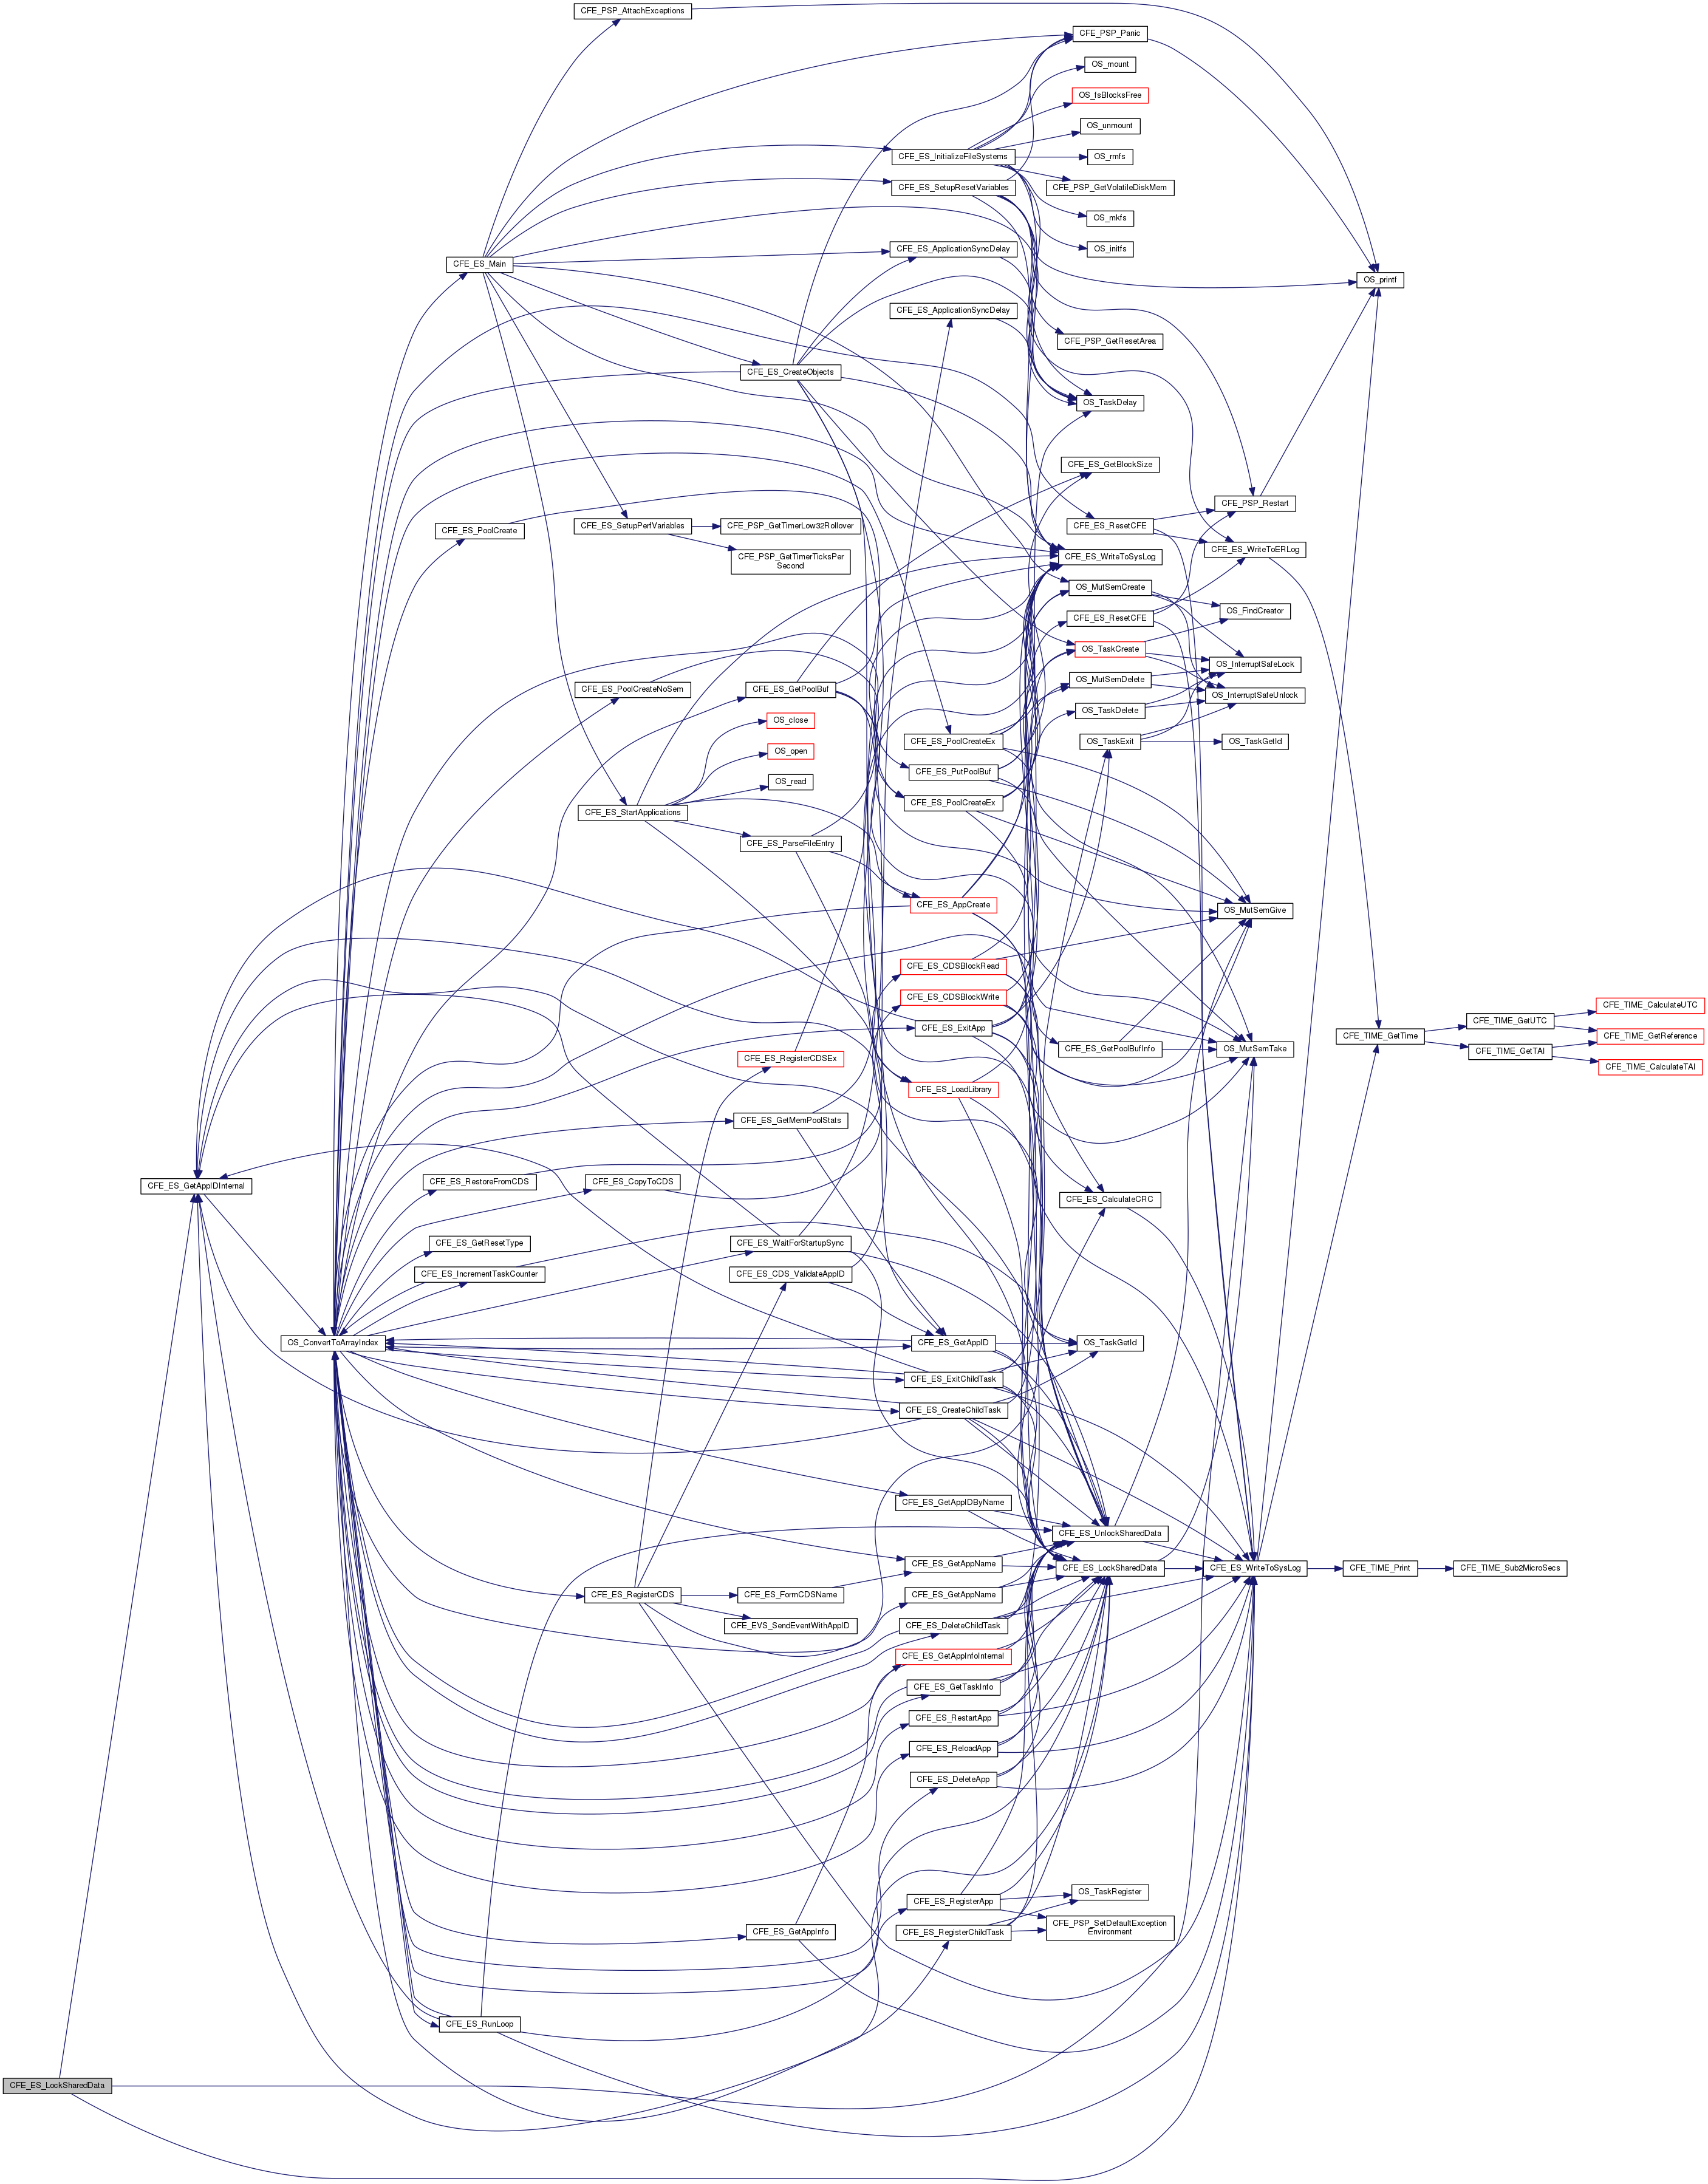 CFE_PSP_AttachExceptions
CFE_PSP_Panic
OS_mount
OS_fsBlocksFree
OS_unmount
CFE_ES_InitializeFileSystems
OS_rmfs
CFE_ES_SetupResetVariables
CFE_PSP_GetVolatileDiskMem
OS_mkfs
CFE_ES_ApplicationSyncDelay
OS_initfs
CFE_ES_Main
OS_printf
CFE_ES_ApplicationSyncDelay
CFE_PSP_GetResetArea
CFE_ES_CreateObjects
OS_TaskDelay
CFE_ES_GetBlockSize
CFE_PSP_Restart
CFE_ES_PoolCreate
CFE_ES_SetupPerfVariables
CFE_PSP_GetTimerLow32Rollover
CFE_ES_ResetCFE
CFE_ES_WriteToERLog
CFE_PSP_GetTimerTicksPer
Second
CFE_ES_WriteToSysLog
OS_MutSemCreate
OS_FindCreator
CFE_ES_ResetCFE
OS_TaskCreate
OS_InterruptSafeLock
OS_MutSemDelete
CFE_ES_PoolCreateNoSem
CFE_ES_GetPoolBuf
OS_InterruptSafeUnlock
OS_TaskDelete
OS_close
CFE_ES_PoolCreateEx
OS_TaskExit
OS_TaskGetId
OS_open
CFE_ES_PutPoolBuf
OS_read
CFE_ES_PoolCreateEx
CFE_ES_StartApplications
CFE_ES_ParseFileEntry
CFE_ES_AppCreate
OS_MutSemGive
CFE_ES_CDSBlockRead
CFE_ES_CDSBlockWrite
CFE_TIME_CalculateUTC
CFE_ES_ExitApp
CFE_TIME_GetUTC
CFE_TIME_GetTime
CFE_TIME_GetReference
CFE_ES_GetPoolBufInfo
OS_MutSemTake
CFE_TIME_GetTAI
CFE_ES_RegisterCDSEx
CFE_TIME_CalculateTAI
CFE_ES_LoadLibrary
CFE_ES_GetMemPoolStats
CFE_ES_GetAppIDInternal
CFE_ES_RestoreFromCDS
CFE_ES_CopyToCDS
CFE_ES_CalculateCRC
CFE_ES_GetResetType
CFE_ES_WaitForStartupSync
CFE_ES_IncrementTaskCounter
CFE_ES_CDS_ValidateAppID
OS_ConvertToArrayIndex
CFE_ES_GetAppID
OS_TaskGetId
CFE_ES_ExitChildTask
CFE_ES_CreateChildTask
CFE_ES_GetAppIDByName
CFE_ES_UnlockSharedData
CFE_ES_GetAppName
CFE_ES_LockSharedData
CFE_ES_WriteToSysLog
CFE_TIME_Print
CFE_TIME_Sub2MicroSecs
CFE_ES_RegisterCDS
CFE_ES_FormCDSName
CFE_ES_GetAppName
CFE_EVS_SendEventWithAppID
CFE_ES_DeleteChildTask
CFE_ES_GetAppInfoInternal
CFE_ES_GetTaskInfo
CFE_ES_RestartApp
CFE_ES_ReloadApp
CFE_ES_DeleteApp
OS_TaskRegister
CFE_ES_RegisterApp
CFE_PSP_SetDefaultException
Environment
CFE_ES_GetAppInfo
CFE_ES_RegisterChildTask
CFE_ES_RunLoop
CFE_ES_LockSharedData